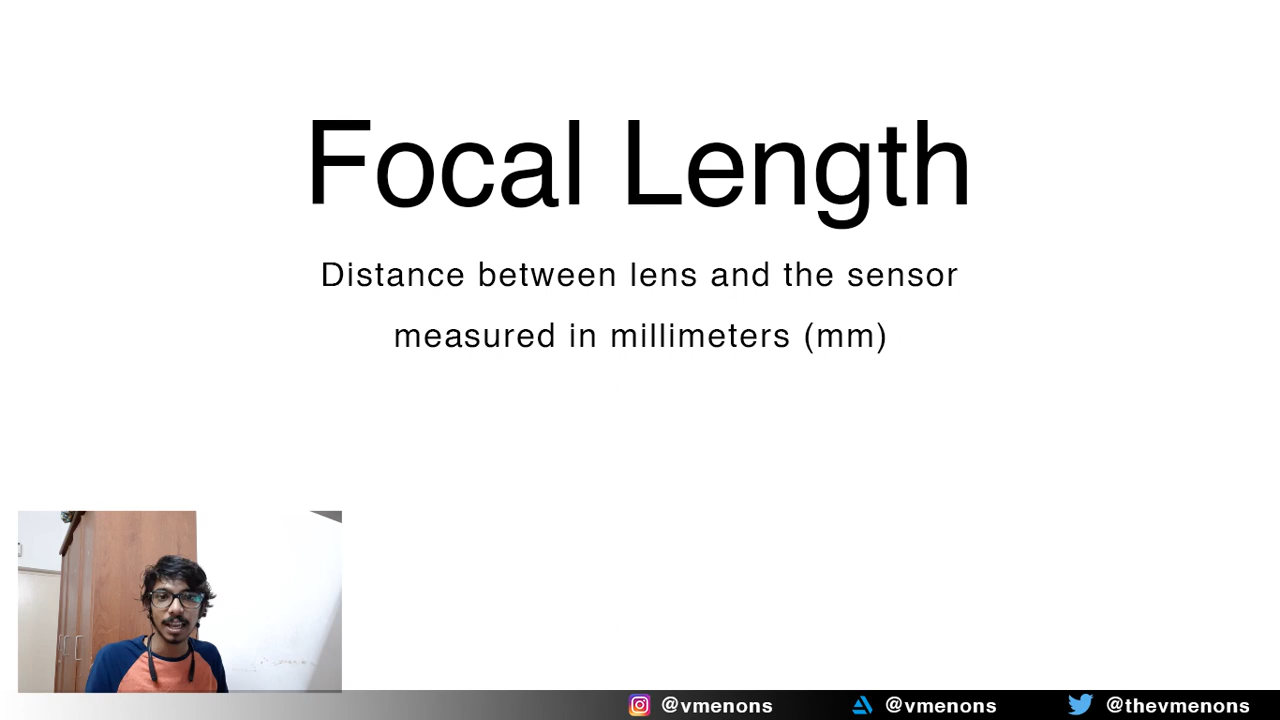 Focal Length
Distance between lens and the sensor
measured in millimeters (mm)
@vmenons @vmenons @thevmenons